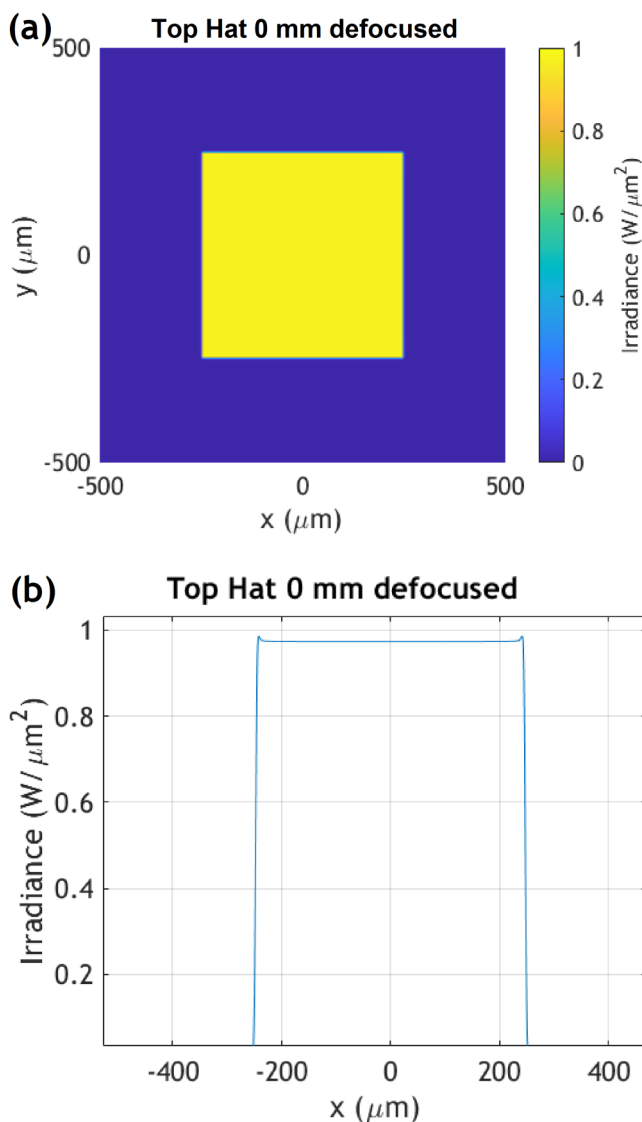 (a)
Top Hat 0 mm defocused
500
0
-500
y (μm)
-500
0
500
x (μm)
1
0.8
0.6
0.4
0.2
0
Irradiance (W/μm²)
(b)
Top Hat 0 mm defocused
1
0.8
0.6
0.4
0.2
Irradiance (W/μm²)
-400
-200
0
200
400
x (μm)